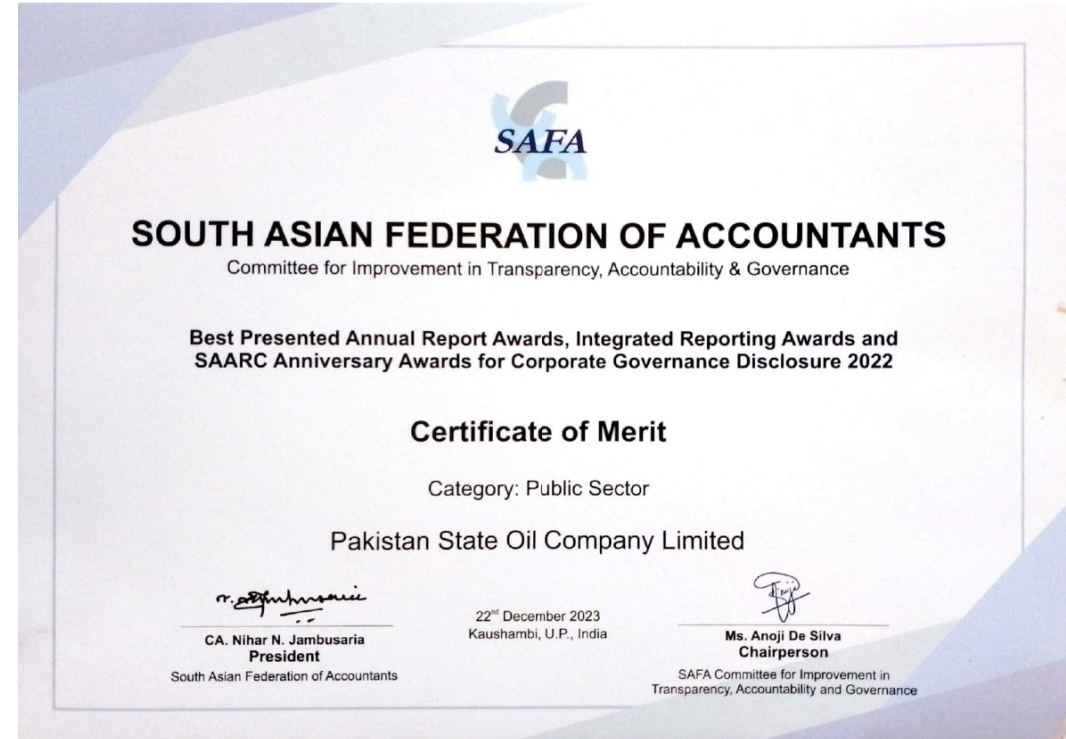 SAFA
SOUTH ASIAN FEDERATION OF ACCOUNTANTS
Committee for Improvement in Transparency, Accountability & Governance
Best Presented Annual Report Awards, Integrated Reporting Awards and
SAARC Anniversary Awards for Corporate Governance Disclosure 2022
Certificate of Merit
Category: Public Sector
Pakistan State Oil Company Limited
CA. Nihar N. Jambusaria
President
South Asian Federation of Accountants
22nd December 2023
Kaushambi, U.P., India
Ms. Anoji De Silva
Chairperson
SAFA Committee for Improvement in
Transparency, Accountability and Governance